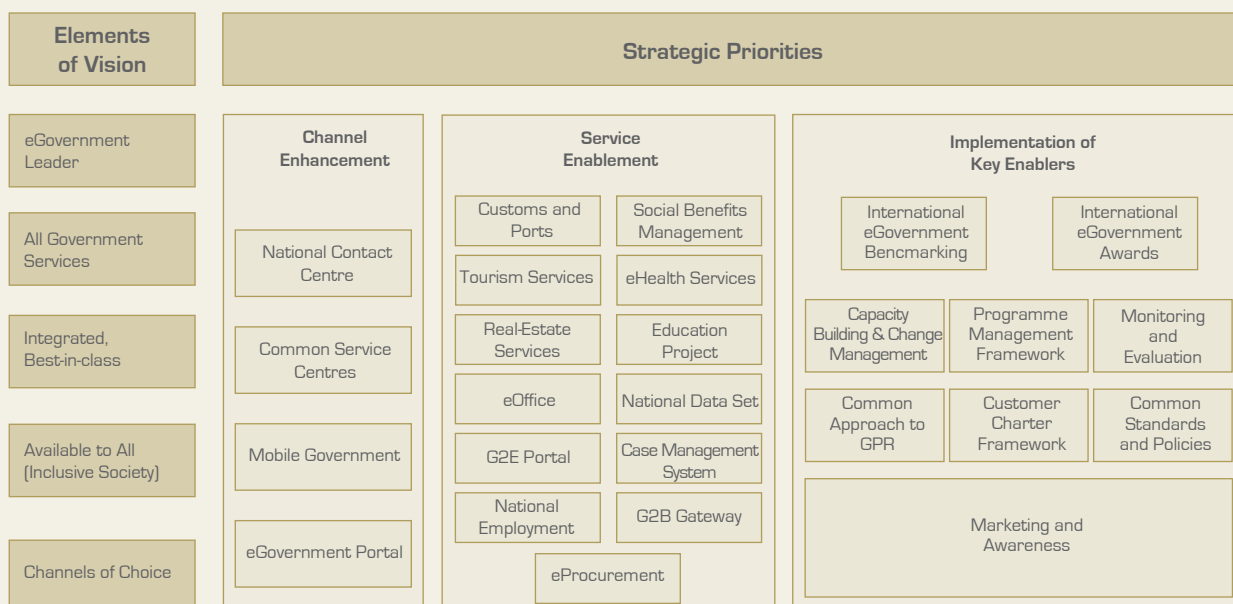 Elements
of Vision
Strategic Priorities
eGovernment
Leader
All Government
Services
Integrated,
Best-in-class
Available to All
(Inclusive Society)
Channels of Choice
Channel
Enhancement
National Contact
Centre
Common Service
Centres
Mobile Government
eGovernment Portal
Service
Enablement
Customs and
Ports
Social Benefits
Management
Tourism Services
eHealth Services
Real-Estate
Services
Education
Project
eOffice
National Data Set
G2E Portal
Case Management
System
National
Employment
G2B Gateway
eProcurement
Implementation of
Key Enablers
International
eGovernment
Bencmarking
International
eGovernment
Awards
Capacity
Building & Change
Management
Programme
Management
Framework
Monitoring
and
Evaluation
Common
Approach to
GPR
Customer
Charter
Framework
Common
Standards
and Policies
Marketing and
Awareness